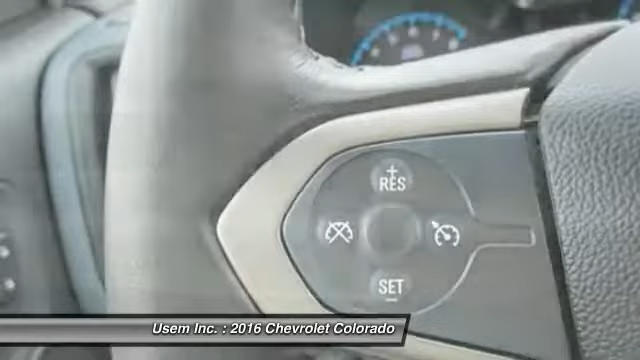 +
RES
SET
-
Usem Inc. : 2016 Chevrolet Colorado